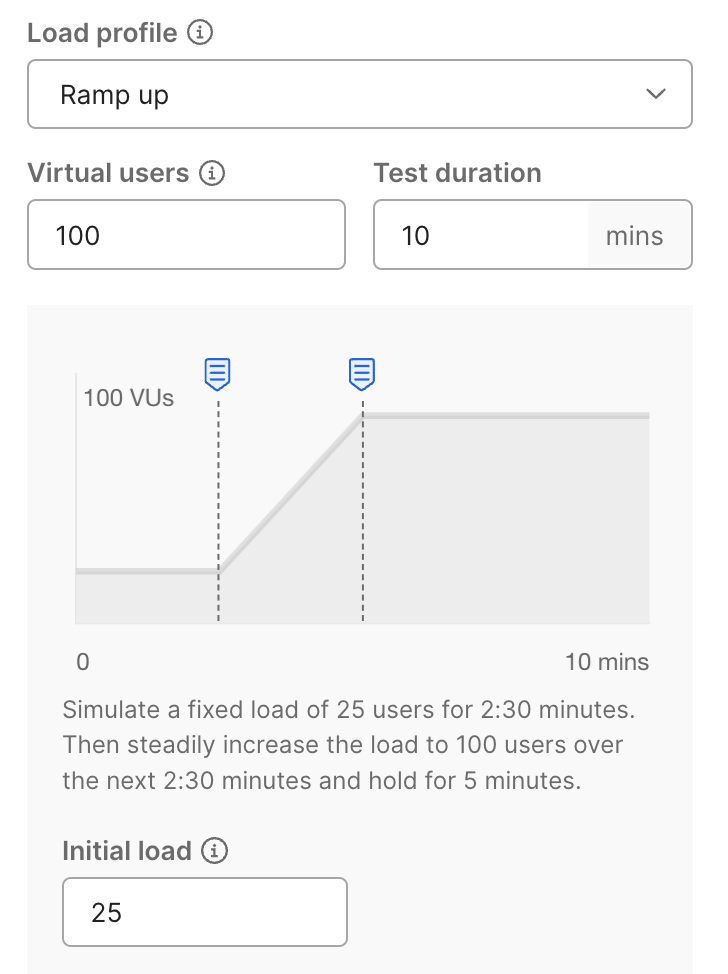 Load profile
Ramp up
Virtual users
Test duration
100
10 mins
100 VUs
0
10 mins
Simulate a fixed load of 25 users for 2:30 minutes.
Then steadily increase the load to 100 users over
the next 2:30 minutes and hold for 5 minutes.
Initial load
25